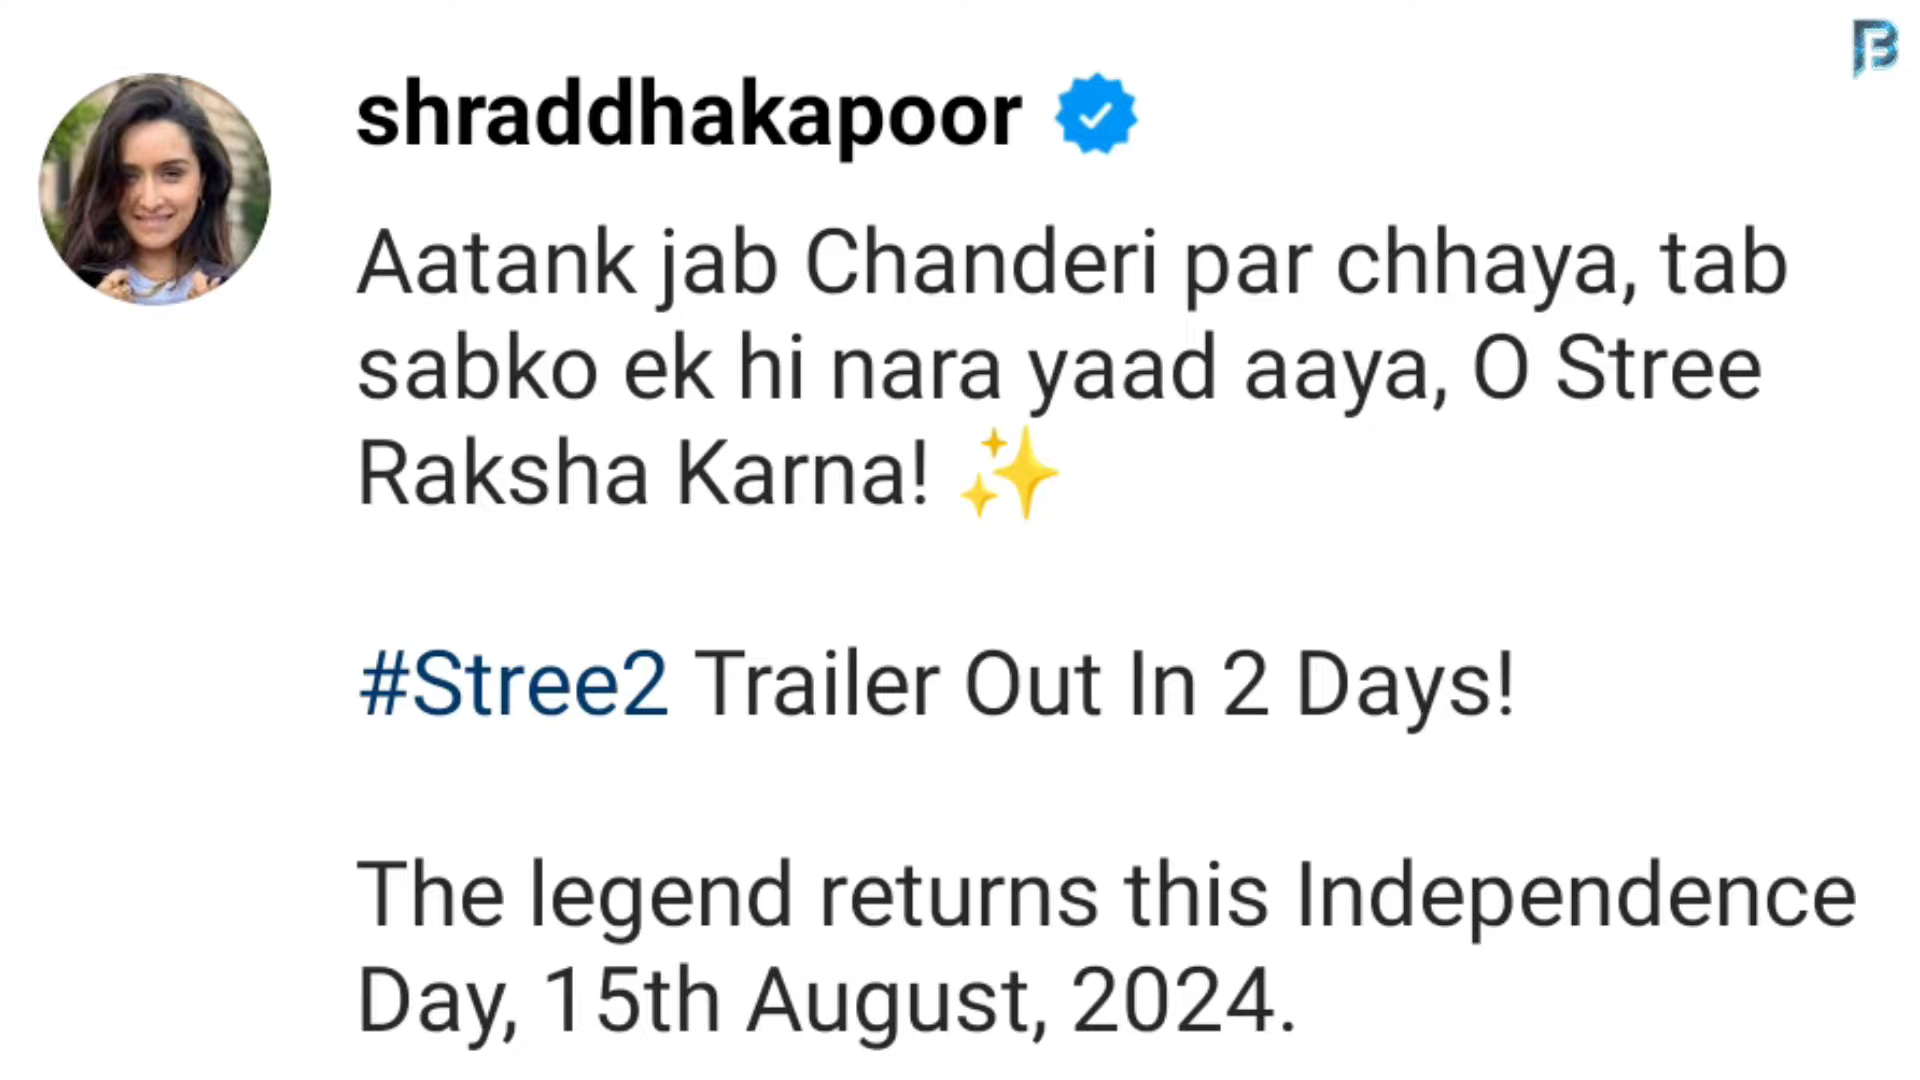 shraddhakapoor
Aatank jab Chanderi par chhaya, tab
sabko ek hi nara yaad aaya, O Stree
Raksha Karna! ✨
#Stree2 Trailer Out In 2 Days!
The legend returns this Independence
Day, 15th August, 2024.